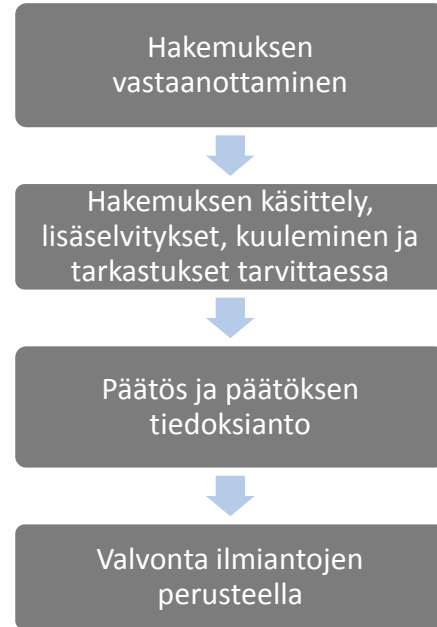 Hakemuksen
vastaanottaminen
Hakemuksen käsittely,
lisäselvitykset, kuuleminen ja
tarkastukset tarvittaessa
Päätös ja päätöksen
tiedoksianto
Valvonta ilmiantojen
perusteella